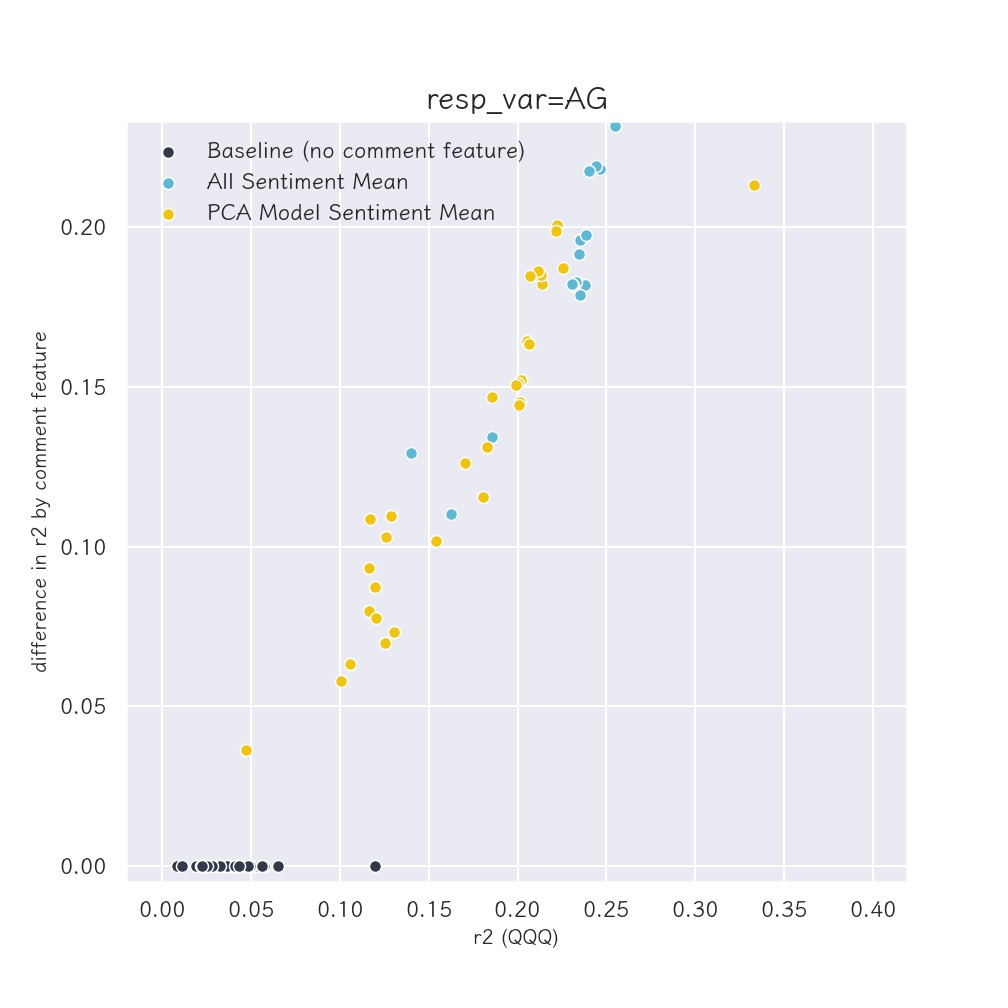 resp_var=AG
Baseline (no comment feature)
All Sentiment Mean
PCA Model Sentiment Mean
difference in r2 by comment feature
0.20
0.15
0.10
0.05
0.00
0.00 0.05 0.10 0.15 0.20 0.25 0.30 0.35 0.40
r2 (QQQ)